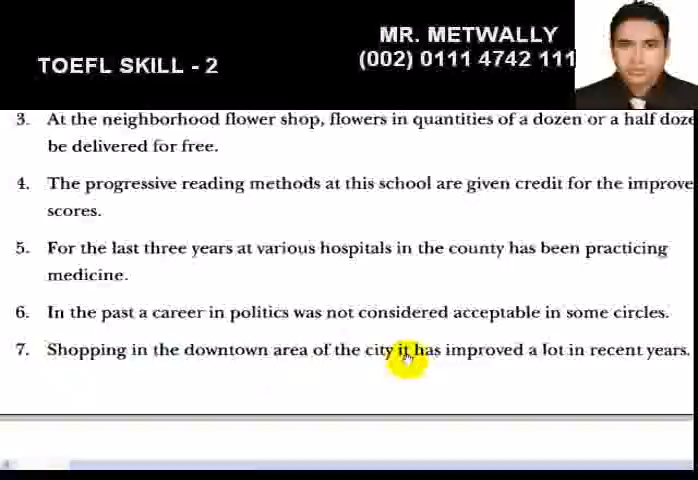 MR. METWALLY
TOEFL SKILL - 2
(002) 0111 4742 111
3. At the neighborhood flower shop, flowers in quantities of a dozen or a half doze
be delivered for free.
4. The progressive reading methods at this school are given credit for the improve
scores.
5. For the last three years at various hospitals in the county has been practicing
medicine.
6. In the past a career in politics was not considered acceptable in some circles.
7. Shopping in the downtown area of the city it has improved a lot in recent years.